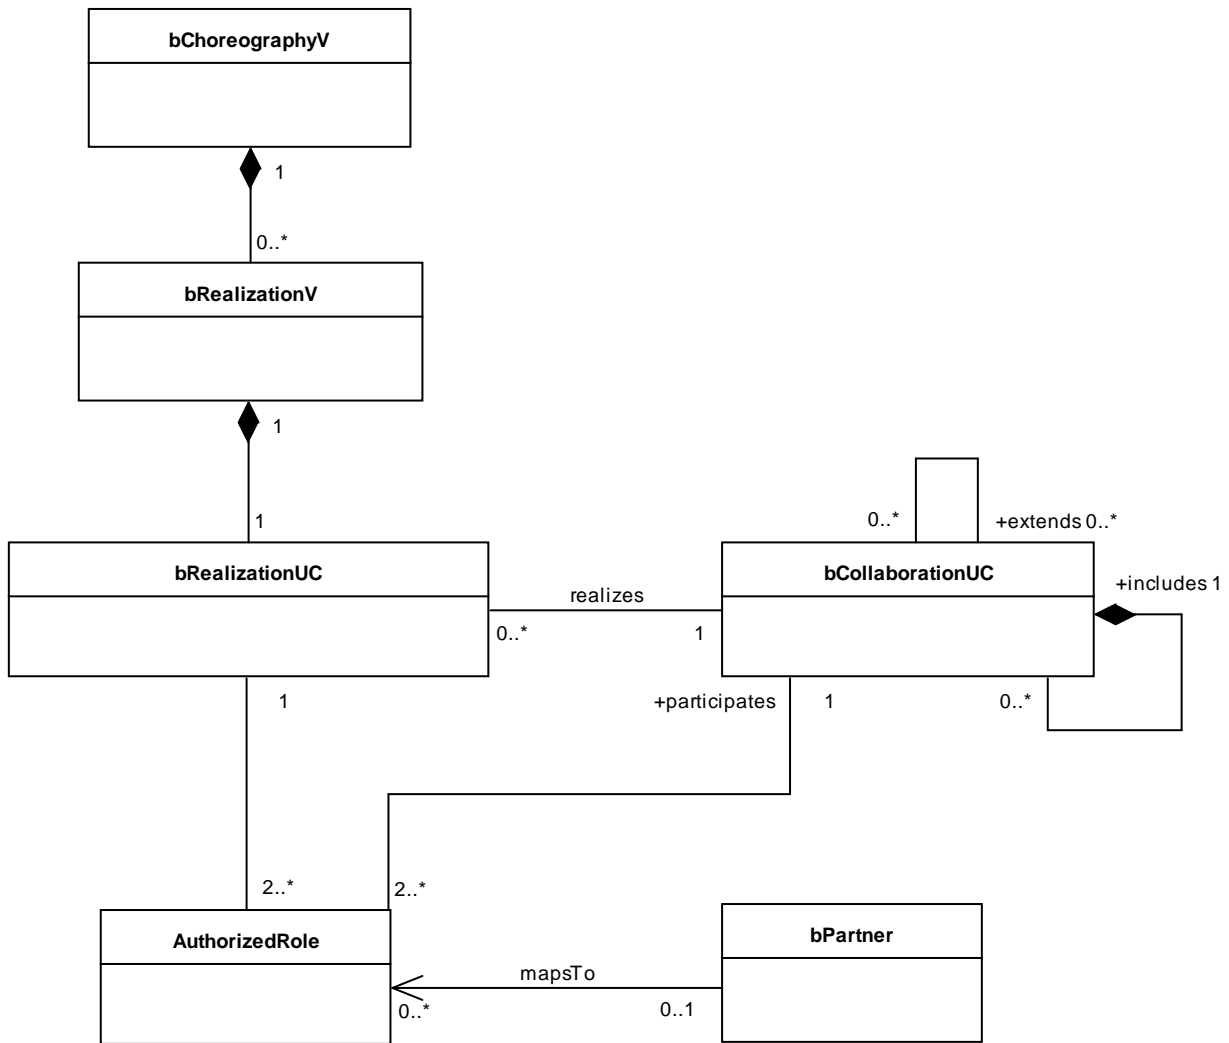 bChoreographyV
1
0..*
bRealizationV
1
1
0..*
+extends 0..*
bRealizationUC
bCollaborationUC
+includes 1
realizes
0..*
1
1
+participates
1
0..*
2..*
2..*
AuthorizedRole
bPartner
mapsTo
0..*
0..1